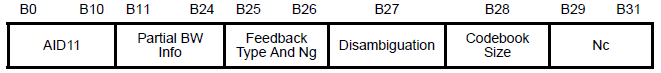 B0 B10 B11 B24 B25 B26 B27 B28 B29 B31
AID11
Partial BW
Info
Feedback
Type And Ng
Disambiguation
Codebook
Size
Nc